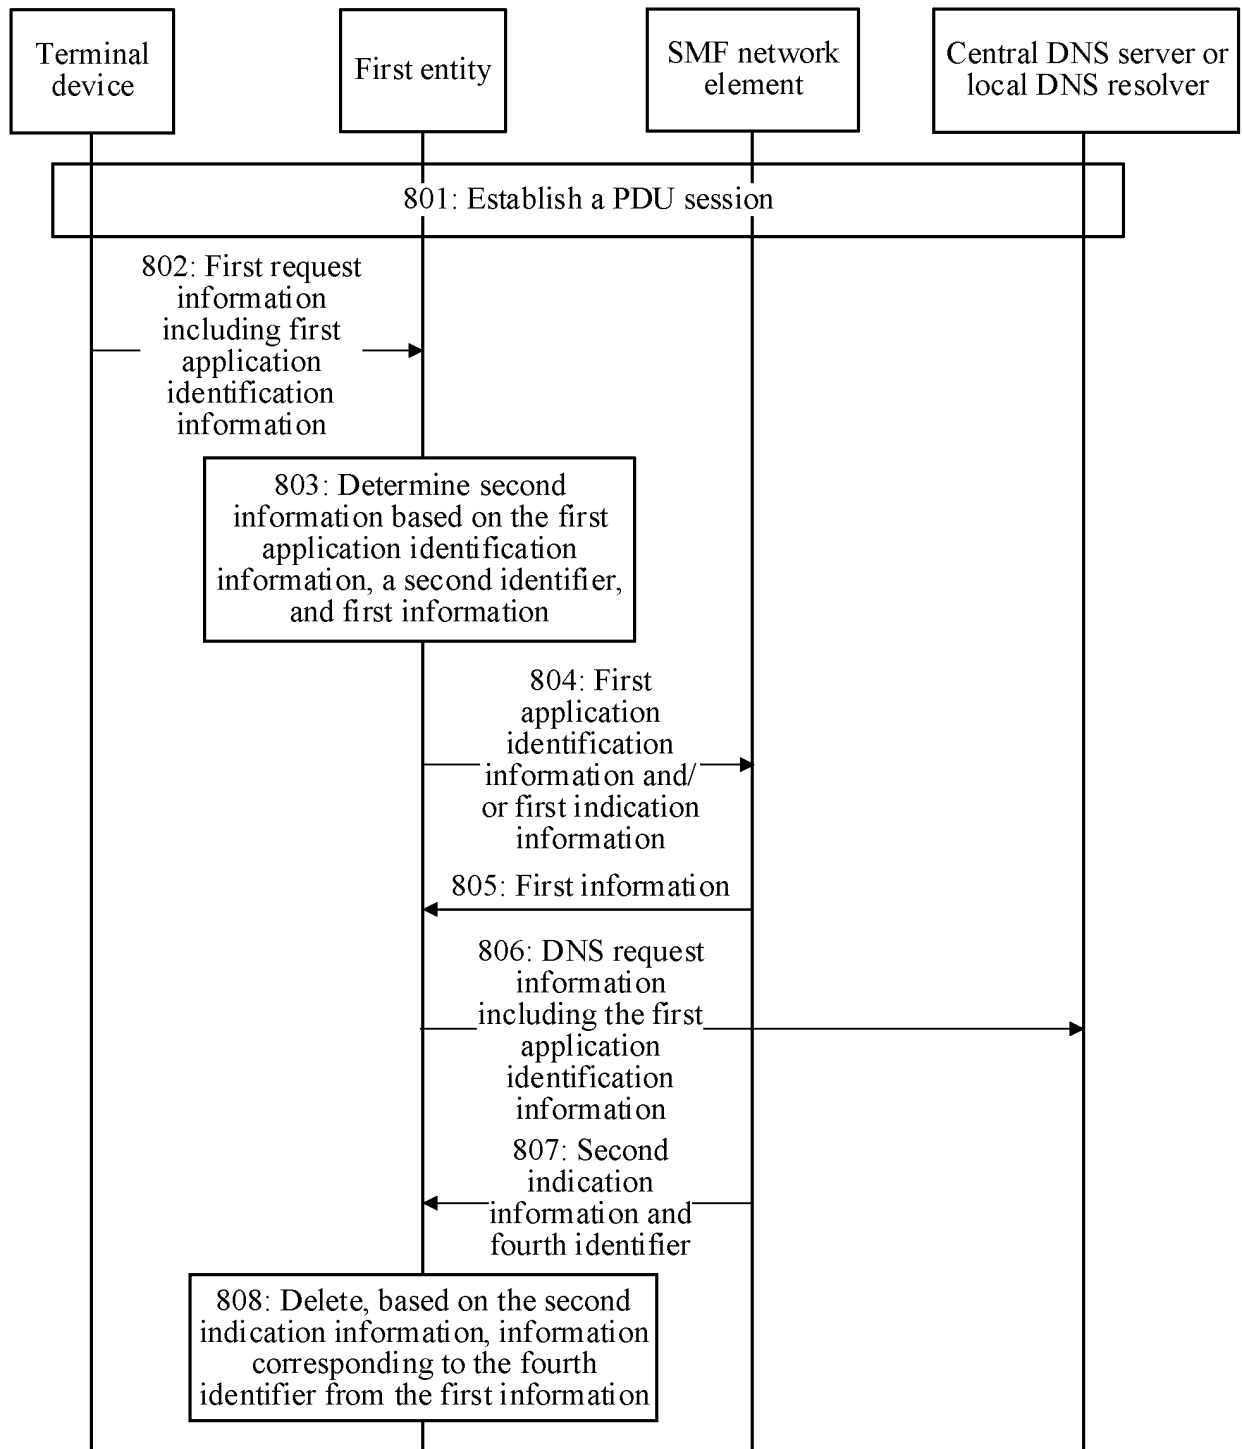 Terminal
device
First entity
SMF network
element
Central DNS server or
local DNS resolver
801: Establish a PDU session
802: First request
information
including first
application
identification
information
803: Determine second
information based on the first
application identification
information, a second identifier,
and first information
804: First
application
identification
information and/
or first indication
information
805: First information
806: DNS request
information
including the first
application
identification
information
807: Second
indication
information and
fourth identifier
808: Delete, based on the second
indication information, information
corresponding to the fourth
identifier from the first information